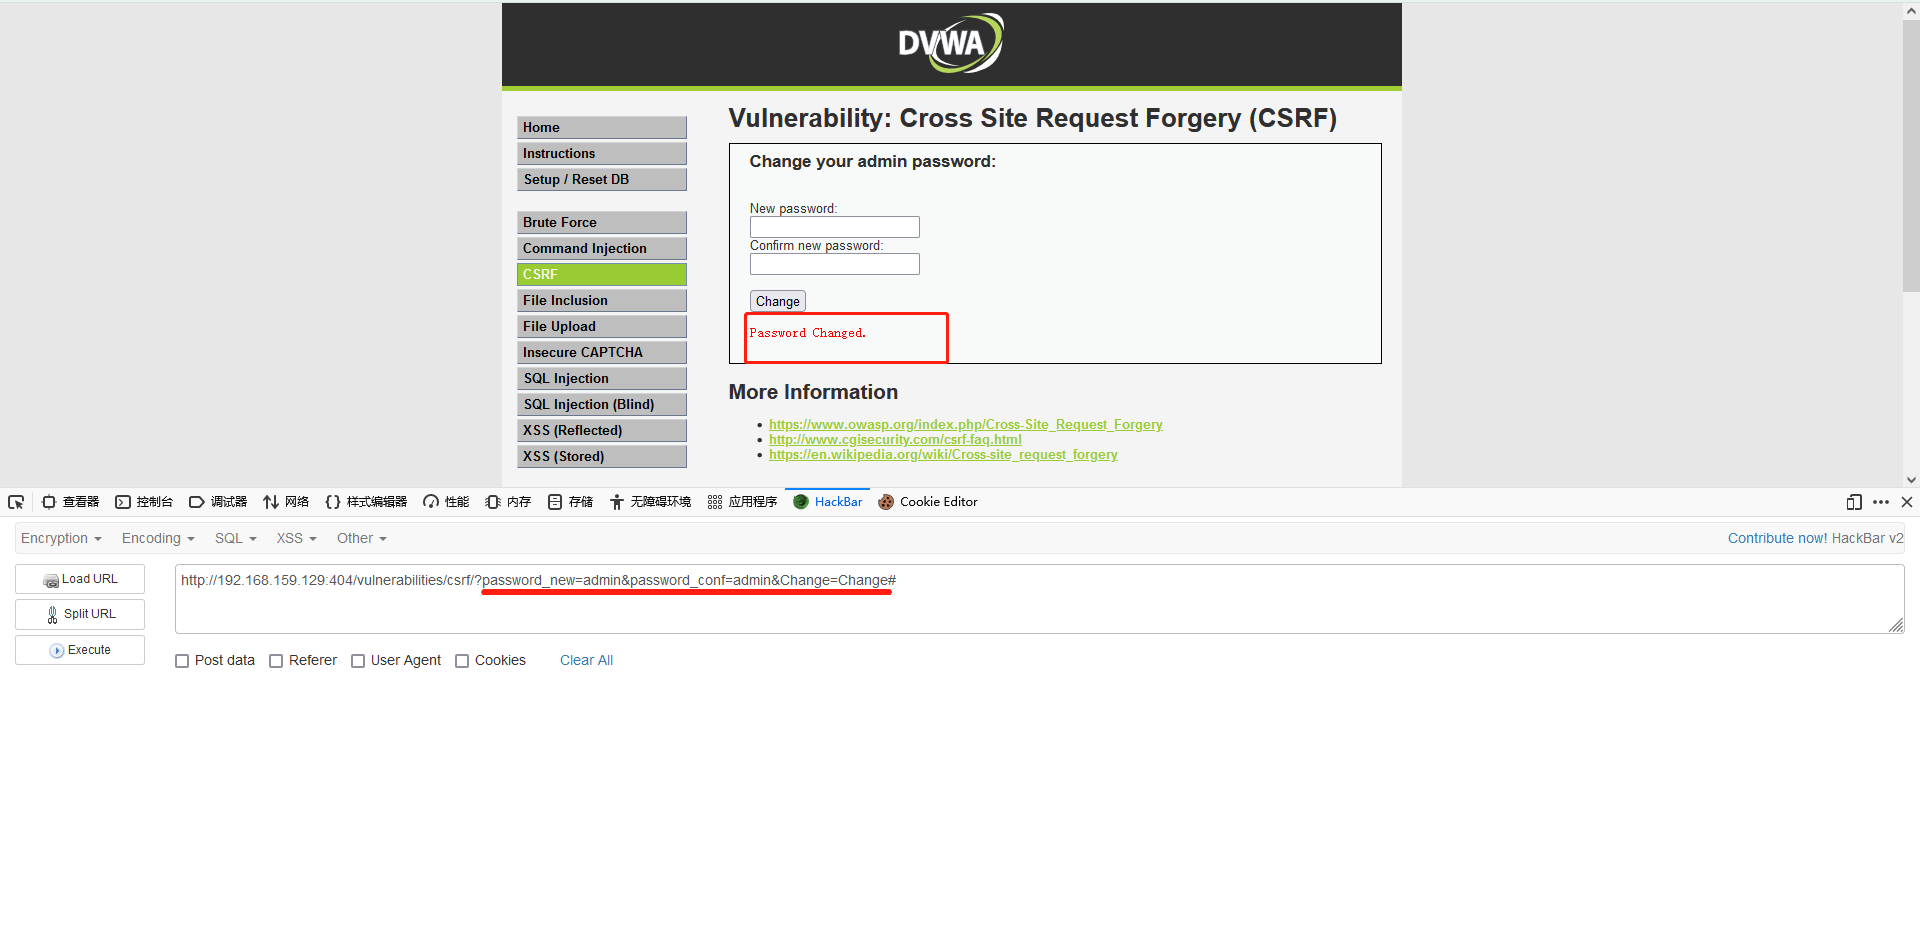 DVWA
Home
Instructions
Setup / Reset DB
Brute Force
Command Injection
CSRF
File Inclusion
File Upload
Insecure CAPTCHA
SQL Injection
SQL Injection (Blind)
XSS (Reflected)
XSS (Stored)
Vulnerability: Cross Site Request Forgery (CSRF)
Change your admin password:
New password:
Confirm new password:
Change
Password Changed.
More Information
https://www.owasp.org/index.php/Cross-Site_Request_Forgery
http://www.cgisecurity.com/csrf-faq.html
https://en.wikipedia.org/wiki/Cross-site_request_forgery
查看器 控制台 调试器 网络 样式编辑器 性能 内存 存储 无障碍环境 应用程序 HackBar Cookie Editor
Encryption Encoding SQL XSS Other Contribute now! HackBar v2
Load URL
Split URL
Execute
http://192.168.159.129:404/vulnerabilities/csrf/?password_new=admin&password_conf=admin&Change=Change#
Post data Referer User Agent Cookies Clear All